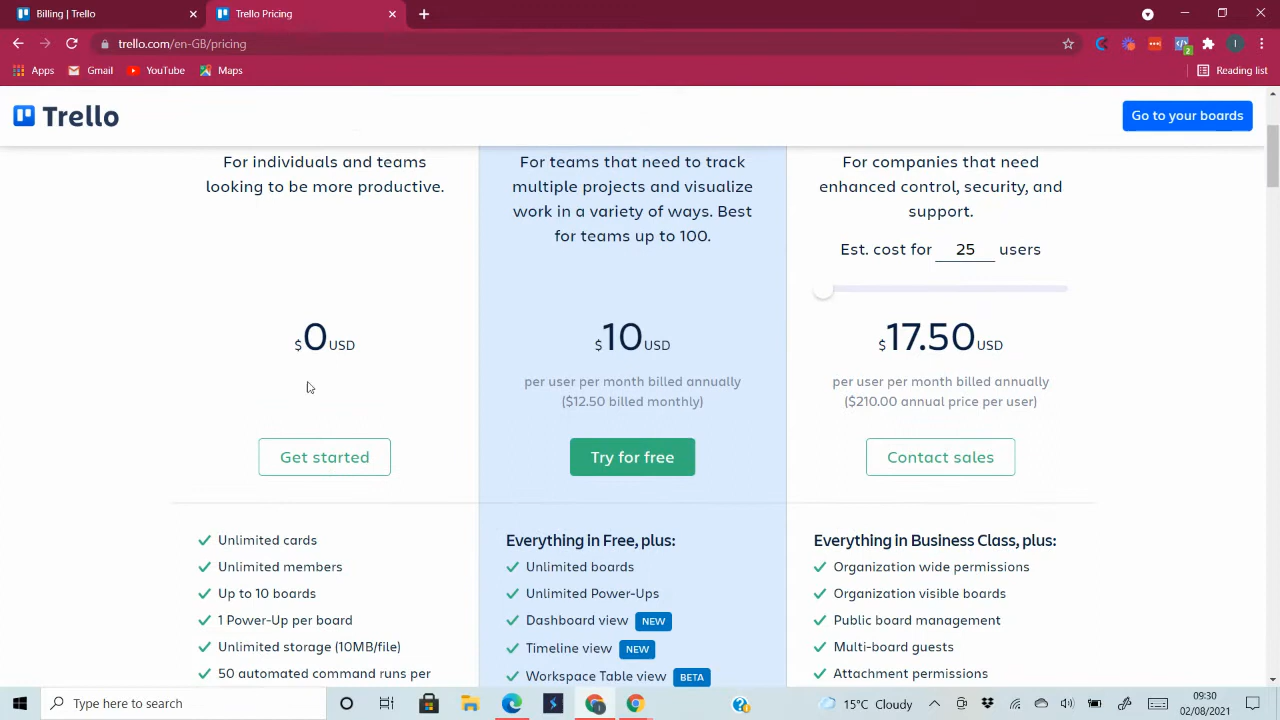 Billing | Trello
Trello Pricing
trello.com/en-GB/pricing
2
I
Apps
Gmail
YouTube
Maps
Reading list
Trello
Go to your boards
For individuals and teams
looking to be more productive.
$0 USD
Get started
Unlimited cards
Unlimited members
Up to 10 boards
1 Power-Up per board
Unlimited storage (10MB/file)
50 automated command runs per
For teams that need to track
multiple projects and visualize
work in a variety of ways. Best
for teams up to 100.
$10 USD
per user per month billed annually
($12.50 billed monthly)
Try for free
Everything in Free, plus:
Unlimited boards
Unlimited Power-Ups
Dashboard view NEW
Timeline view NEW
Workspace Table view BETA
For companies that need
enhanced control, security, and
support.
Est. cost for 25 users
$17.50 USD
per user per month billed annually
($210.00 annual price per user)
Contact sales
Everything in Business Class, plus:
Organization wide permissions
Organization visible boards
Public board management
Multi-board guests
Attachment permissions
Type here to search
15°C Cloudy
09:30
02/08/2021